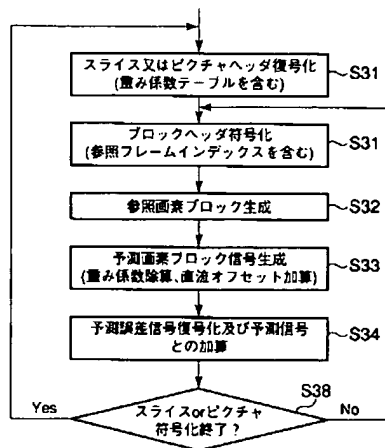 スライス又はピクチャヘッダ復号化
(重み係数テーブルを含む)
S31
ブロックヘッダ符号化
(参照フレームインデックスを含む)
S31
参照画素ブロック生成
S32
予測画素ブロック信号生成
(重み係数除算、直流オフセット加算)
S33
予測誤差信号復号化及び予測信号
との加算
S34
S38
Yes
スライスorピクチャ
符号化終了?
No